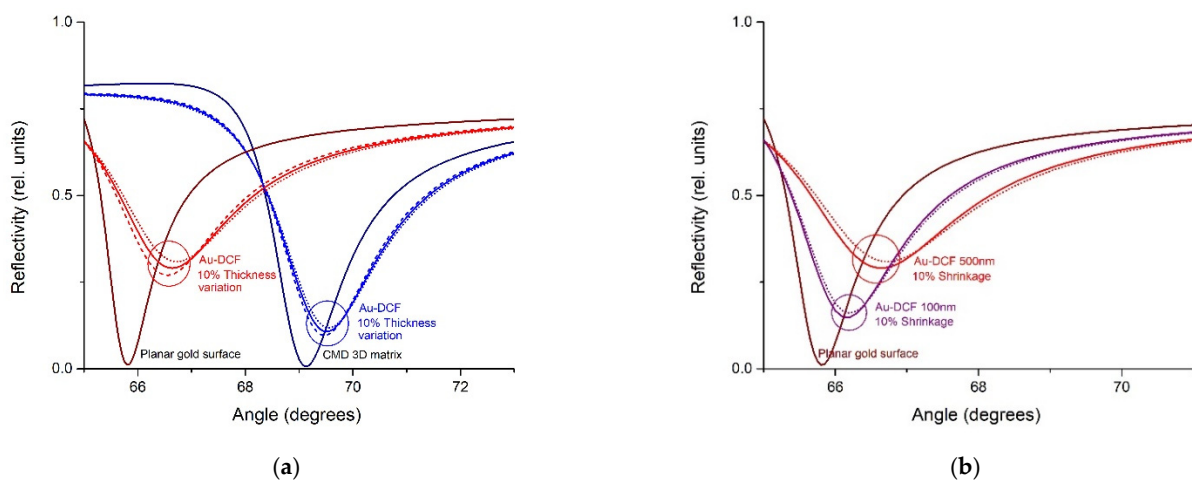 1.0
0.5
0.0
Reflectivity (rel. units)
Au-DCF
10% Thickness
variation
Au-DCF
10% Thickness
variation
Planar gold surface
CMD 3D matrix
66
68
70
72
Angle (degrees)
(a)
1.0
0.5
0.0
Reflectivity (rel. units)
Au-DCF 500nm
10% Shrinkage
Au-DCF 100nm
10% Shrinkage
Planar gold surface
66
68
70
Angle (degrees)
(b)